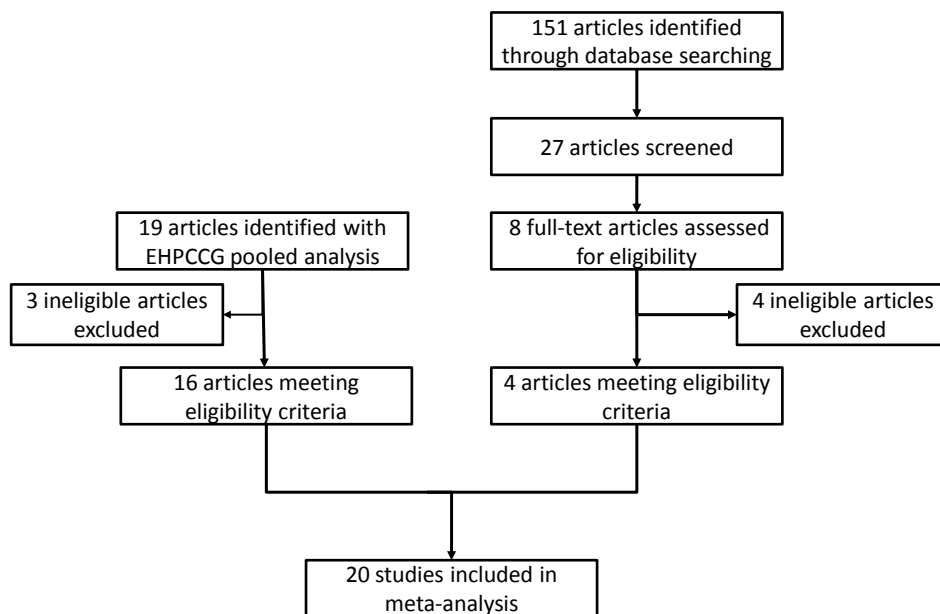 151 articles identified
through database searching
27 articles screened
19 articles identified with
EHPCCG pooled analysis
8 full-text articles assessed
for eligibility
3 ineligible articles
excluded
4 ineligible articles
excluded
16 articles meeting
eligibility criteria
4 articles meeting eligibility
criteria
20 studies included in
meta-analysis